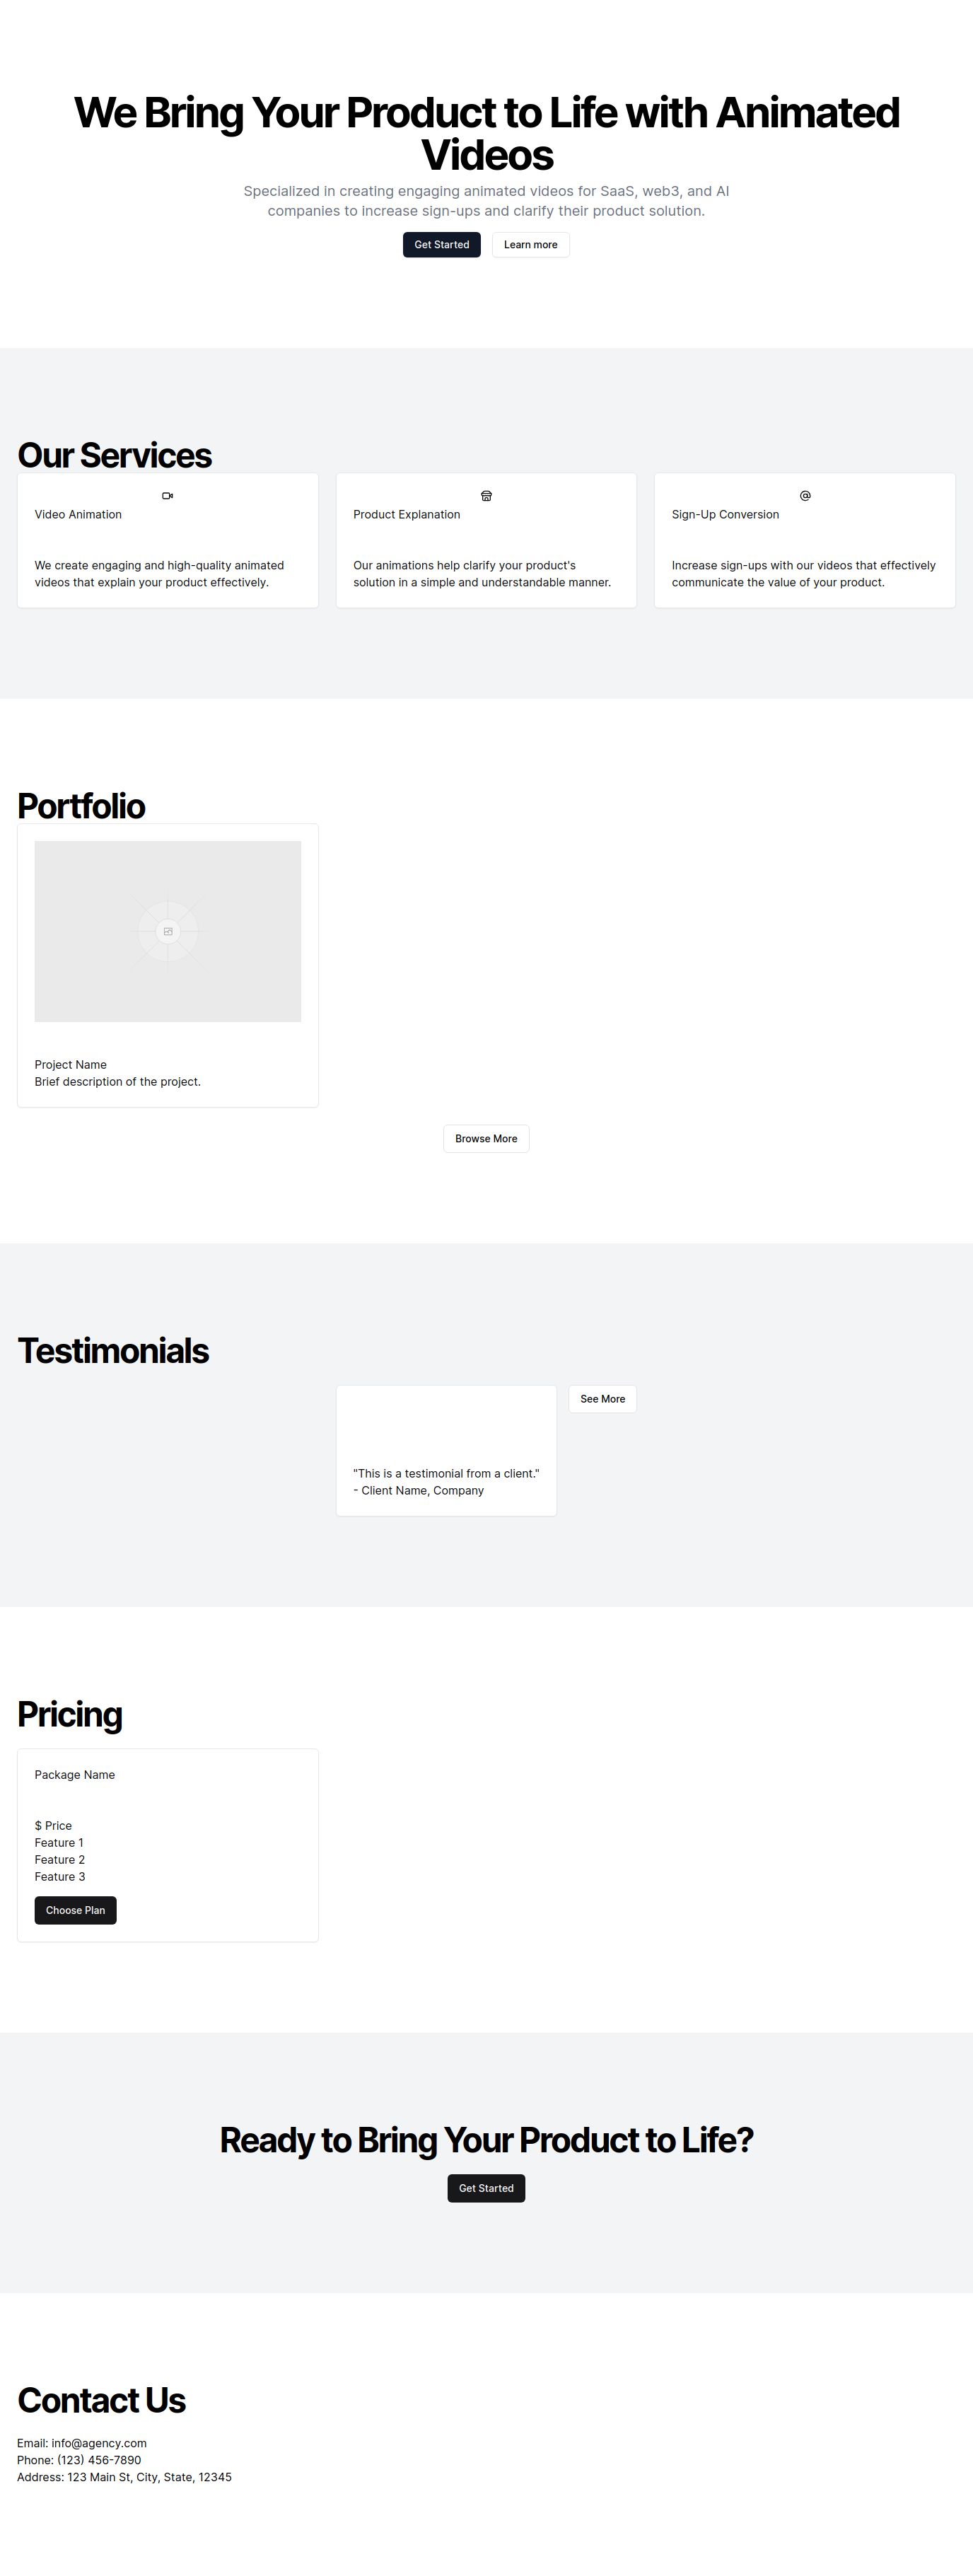 We Bring Your Product to Life with Animated
Videos
Specialized in creating engaging animated videos for SaaS, web3, and AI
companies to increase sign-ups and clarify their product solution.
Get Started
Learn more
Our Services
Video Animation
We create engaging and high-quality animated
videos that explain your product effectively.
Product Explanation
Our animations help clarify your product's
solution in a simple and understandable manner.
Sign-Up Conversion
Increase sign-ups with our videos that effectively
communicate the value of your product.
Portfolio
Project Name
Brief description of the project.
Browse More
Testimonials
"This is a testimonial from a client."
- Client Name, Company
See More
Pricing
Package Name
$ Price
Feature 1
Feature 2
Feature 3
Choose Plan
Ready to Bring Your Product to Life?
Get Started
Contact Us
Email: info@agency.com
Phone: (123) 456-7890
Address: 123 Main St, City, State, 12345